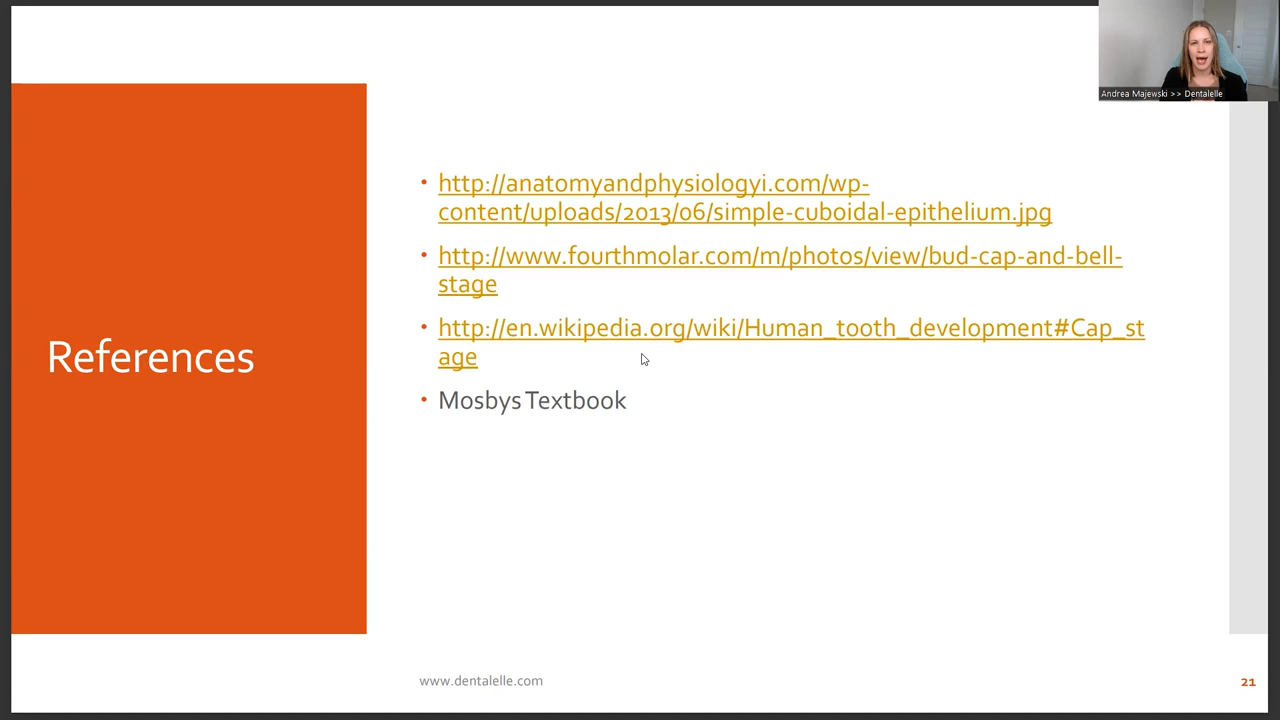 Andrea Majewski >> Dentalelle
References
http://anatomyandphysiologyi.com/wp-
content/uploads/2013/06/simple-cuboidal-epithelium.jpg
http://www.fourthmolar.com/m/photos/view/bud-cap-and-bell-
stage
http://en.wikipedia.org/wiki/Human_tooth_development#Cap_st
age
Mosbys Textbook
www.dentalelle.com
21